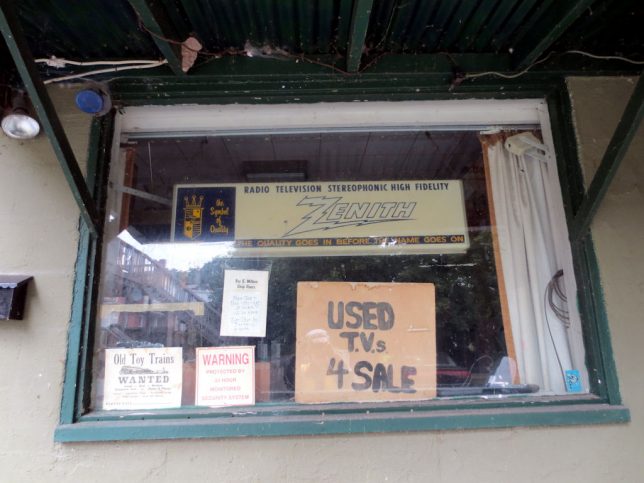 RADIO TELEVISION STEREOPHONIC HIGH FIDELITY
the
Symbol
of
Quality
ZENITH
THE QUALITY GOES IN BEFORE THE NAME GOES ON
USED
T.V.s
4 SALE
Old Toy Trains
WANTED
WARNING
PROTECTED BY
24 HOUR
MONITORED
SECURITY SYSTEM